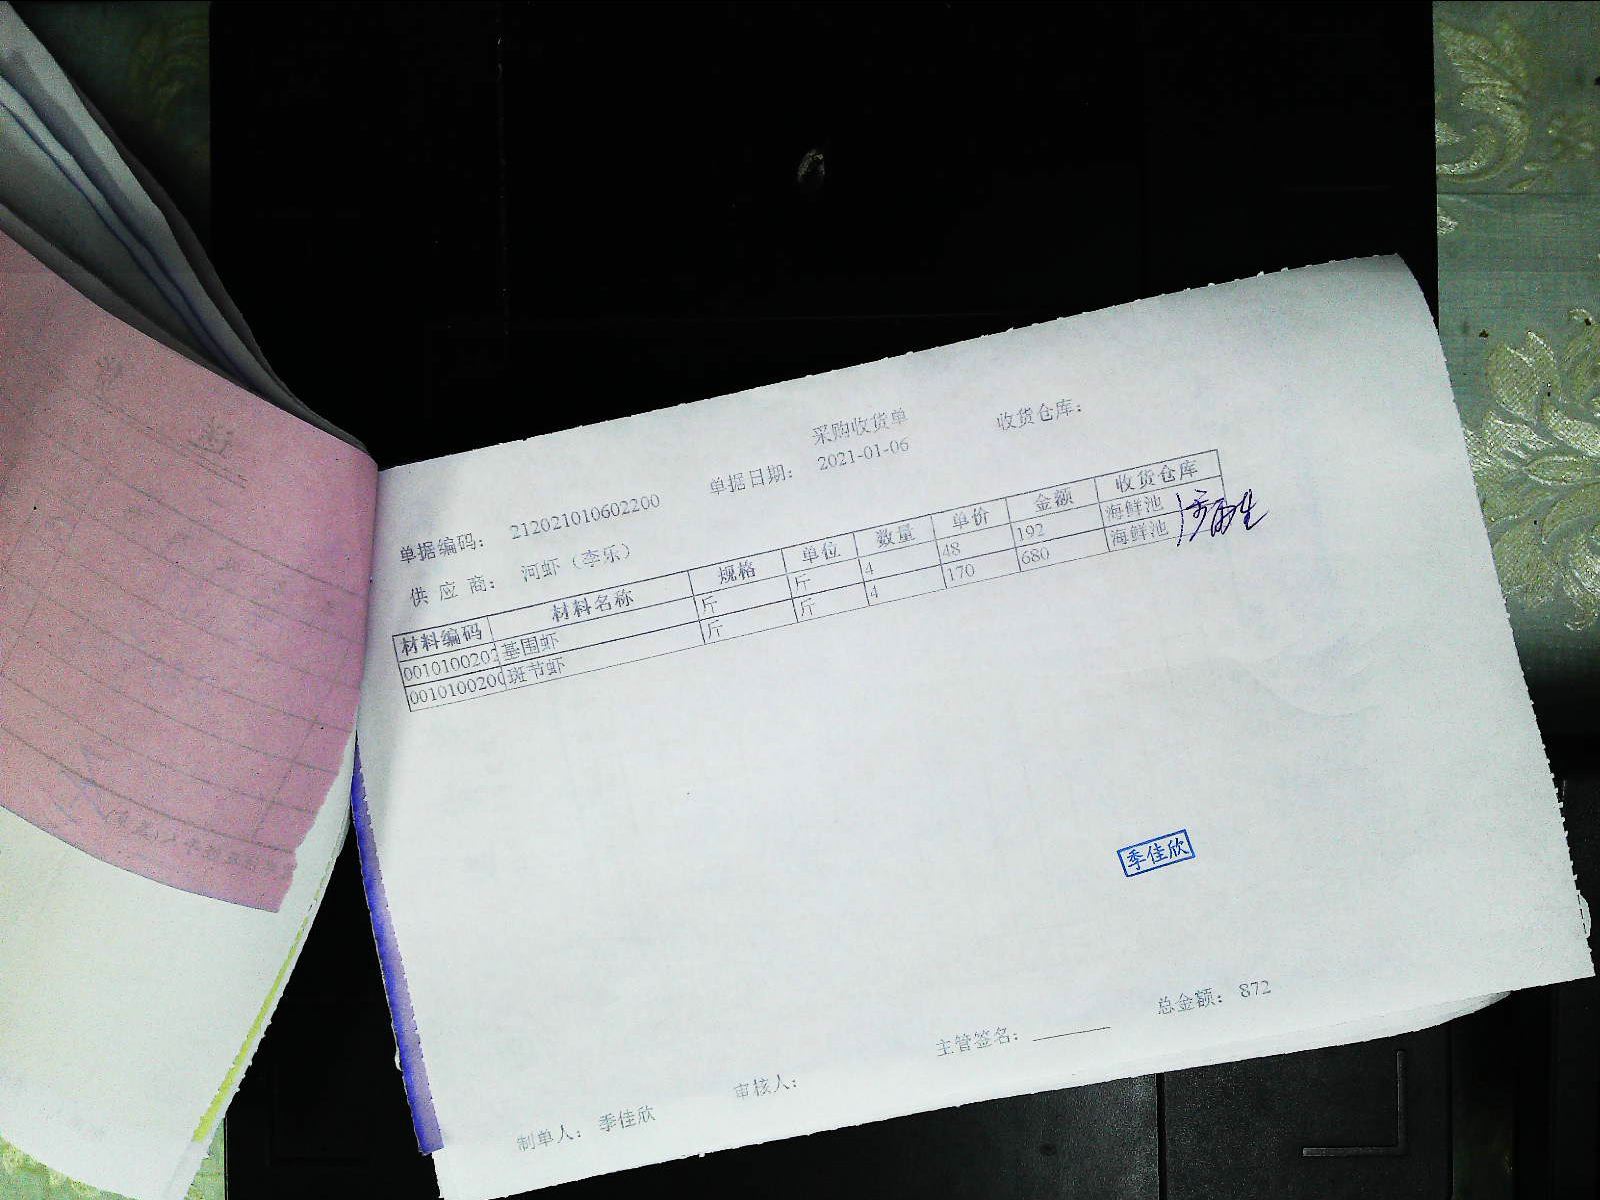 采购收货单
收货仓库：
单据编码： 212021010602200 单据日期： 2021-01-06
供 应 商： 河虾（李乐）
材料编码 材料名称 规格 单位 数量 单价 金额 收货仓库
0010100202 基围虾 斤 斤 4 48 192 海鲜池
001010020 斑节虾 斤 斤 4 170 680 海鲜池
季佳欣
总金额： 872
制单人： 季佳欣 审核人： 主管签名：